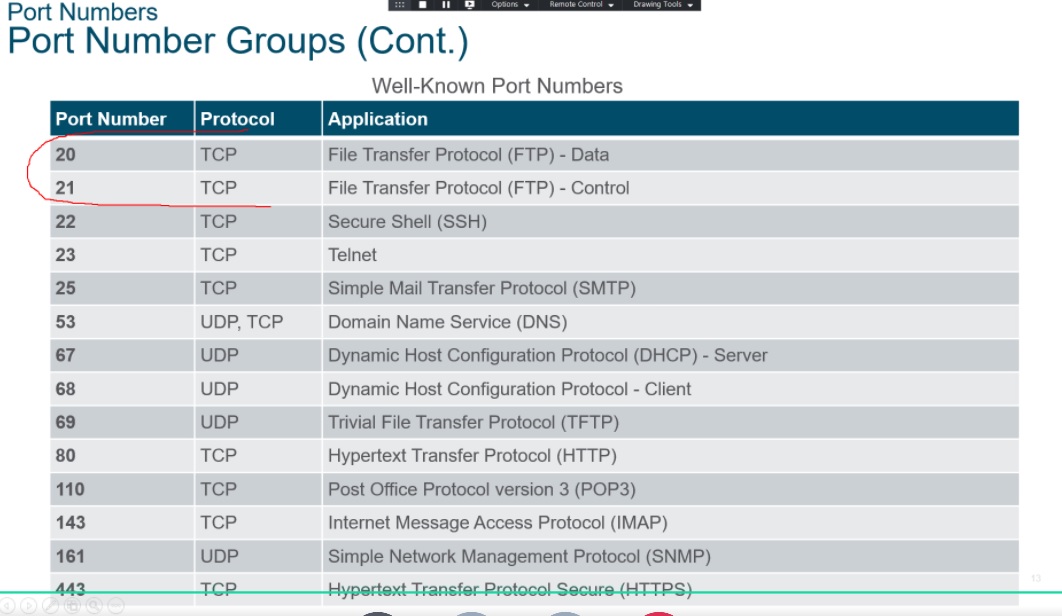 Options Remote Control Drawing Tools
Port Numbers
Port Number Groups (Cont.)
Well-Known Port Numbers
Port Number Protocol Application
20 TCP File Transfer Protocol (FTP) - Data
21 TCP File Transfer Protocol (FTP) - Control
22 TCP Secure Shell (SSH)
23 TCP Telnet
25 TCP Simple Mail Transfer Protocol (SMTP)
53 UDP, TCP Domain Name Service (DNS)
67 UDP Dynamic Host Configuration Protocol (DHCP) - Server
68 UDP Dynamic Host Configuration Protocol - Client
69 UDP Trivial File Transfer Protocol (TFTP)
80 TCP Hypertext Transfer Protocol (HTTP)
110 TCP Post Office Protocol version 3 (POP3)
143 TCP Internet Message Access Protocol (IMAP)
161 UDP Simple Network Management Protocol (SNMP)
443 TCP Hypertext Transfer Protocol Secure (HTTPS)
13